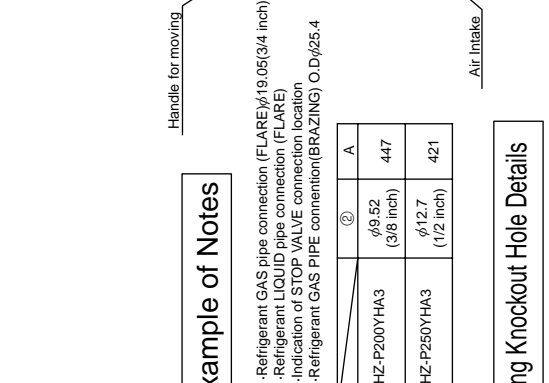 Handle for moving
xample of Notes
·Refrigerant GAS pipe connection (FLARE)ϕ19.05(3/4 inch)
·Refrigerant LIQUID pipe connection (FLARE)
·Indication of STOP VALVE connection location
·Refrigerant GAS PIPE connention(BRAZING) O.Dϕ25.4
② A
HZ-P200YHA3 ϕ9.52 (3/8 inch) 447
HZ-P250YHA3 ϕ12.7 (1/2 inch) 421
Air Intake
ng Knockout Hole Details